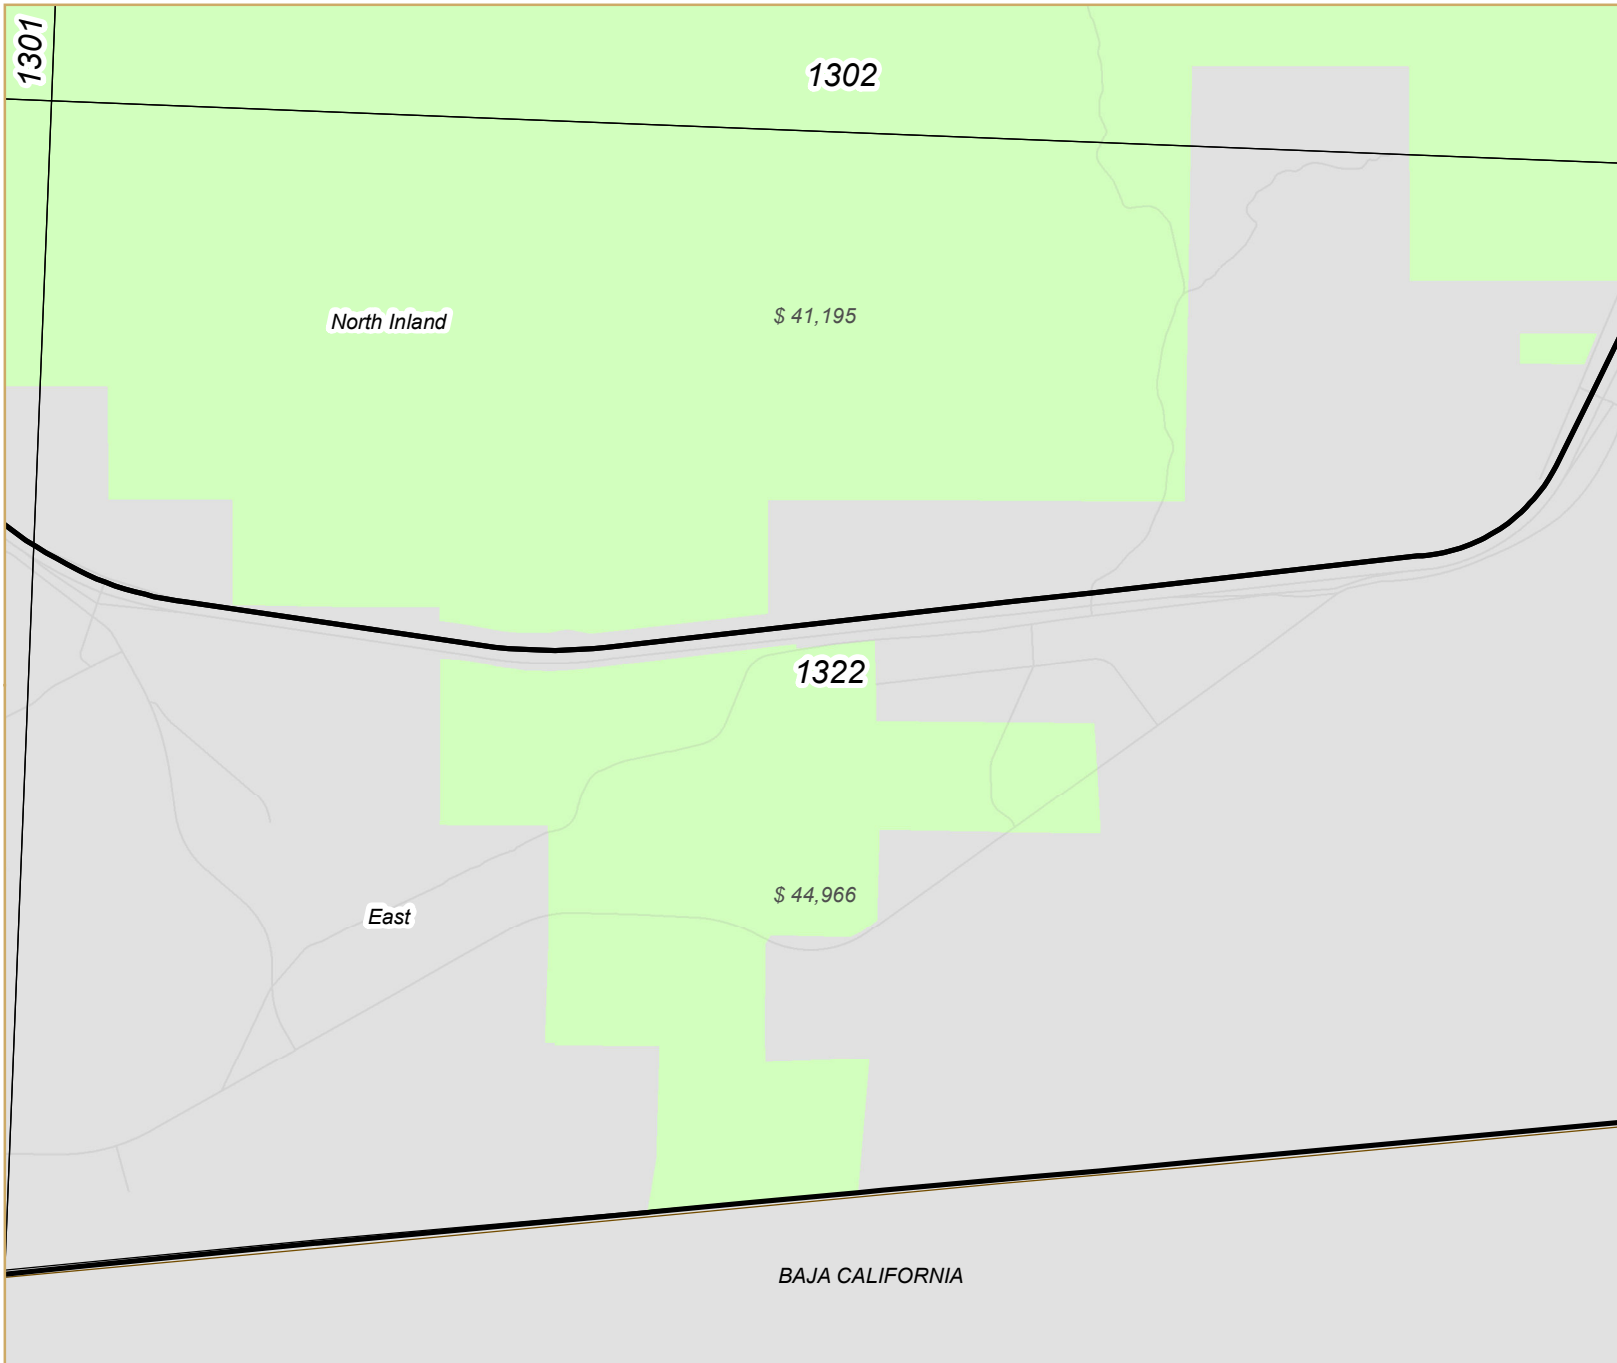 1301
1302
North Inland
$ 41,195
1322
$ 44,966
East
BAJA CALIFORNIA